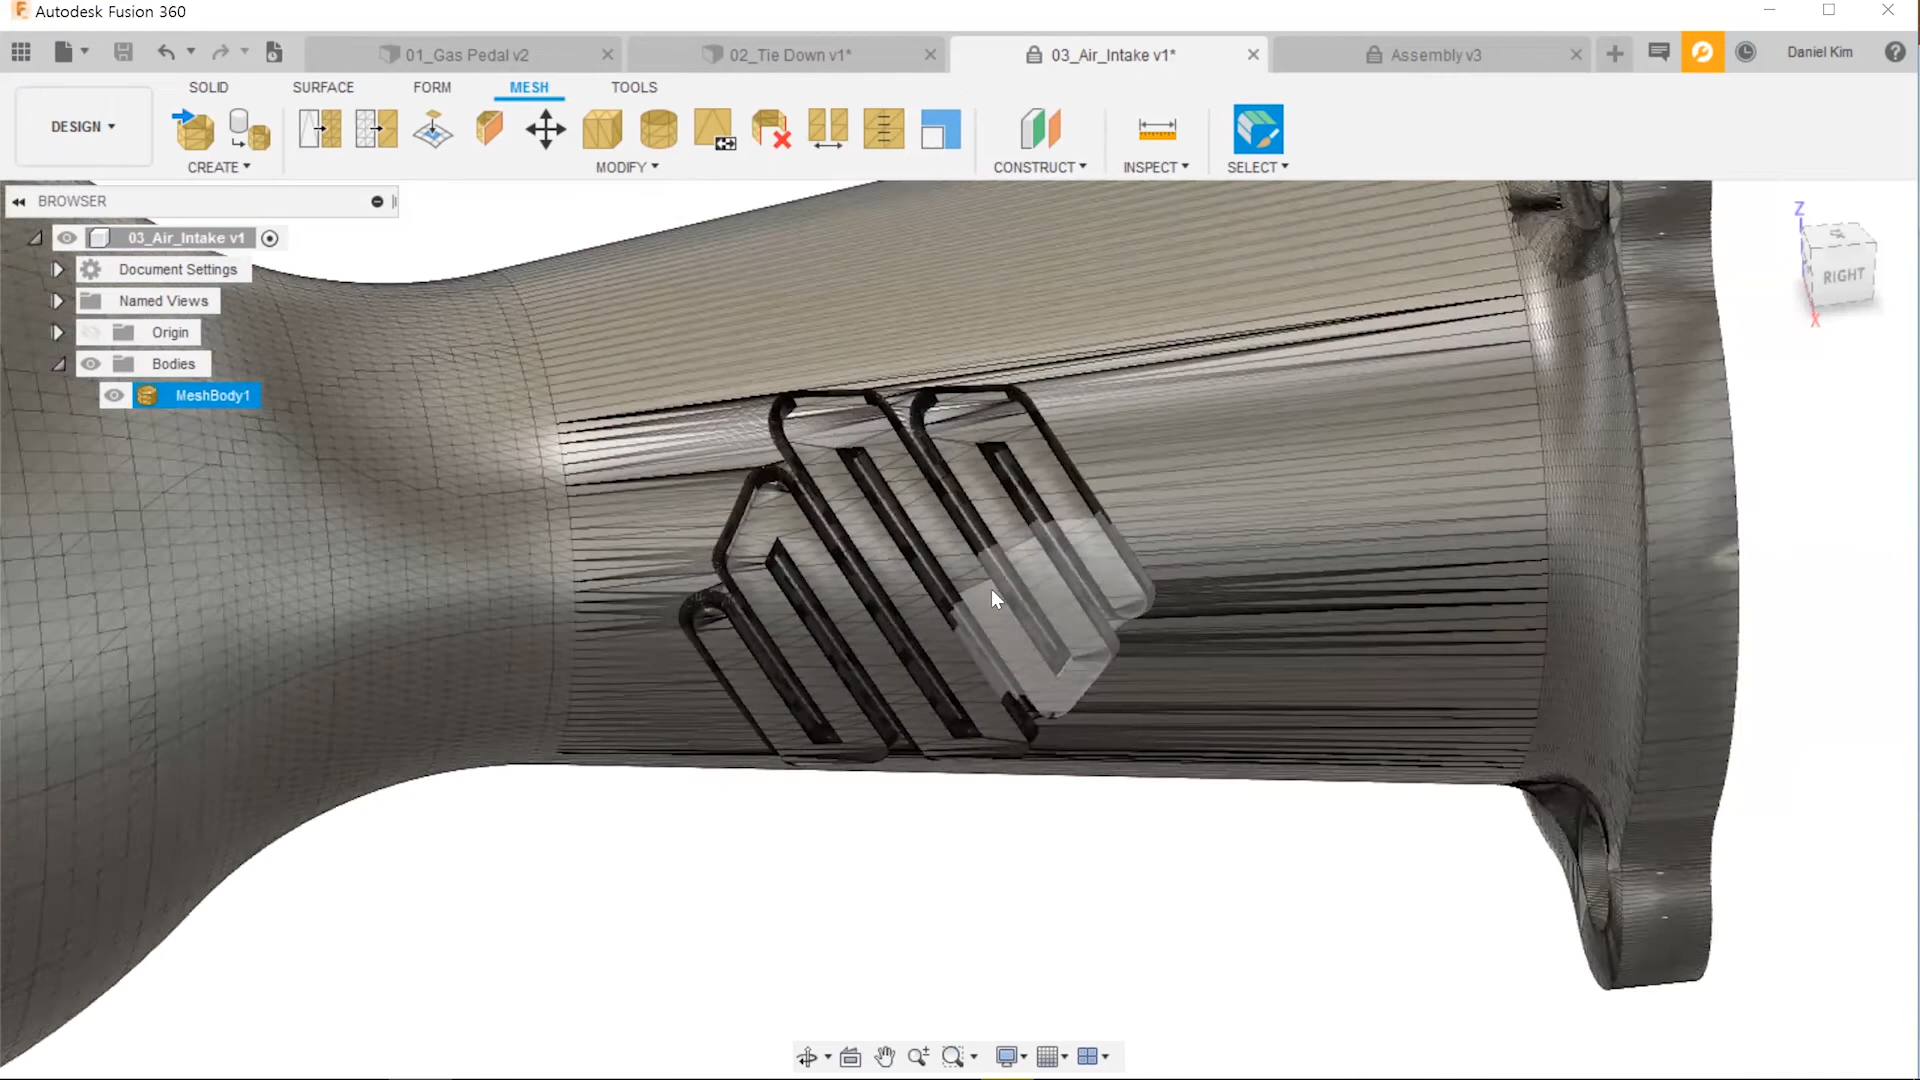 Autodesk Fusion 360
01_Gas Pedal v2
02_Tie Down v1*
03_Air_Intake v1*
Assembly v3
Daniel Kim
SOLID
SURFACE
FORM
MESH
TOOLS
DESIGN
CREATE
MODIFY
CONSTRUCT
INSPECT
SELECT
BROWSER
03_Air_Intake v1
Document Settings
Named Views
Origin
Bodies
MeshBody1
Z
RIGHT
X